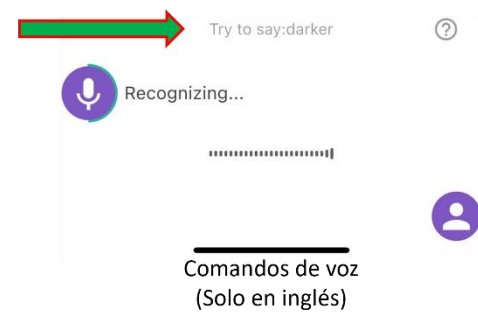 Try to say:darker
Recognizing...
Comandos de voz
(Solo en inglés)